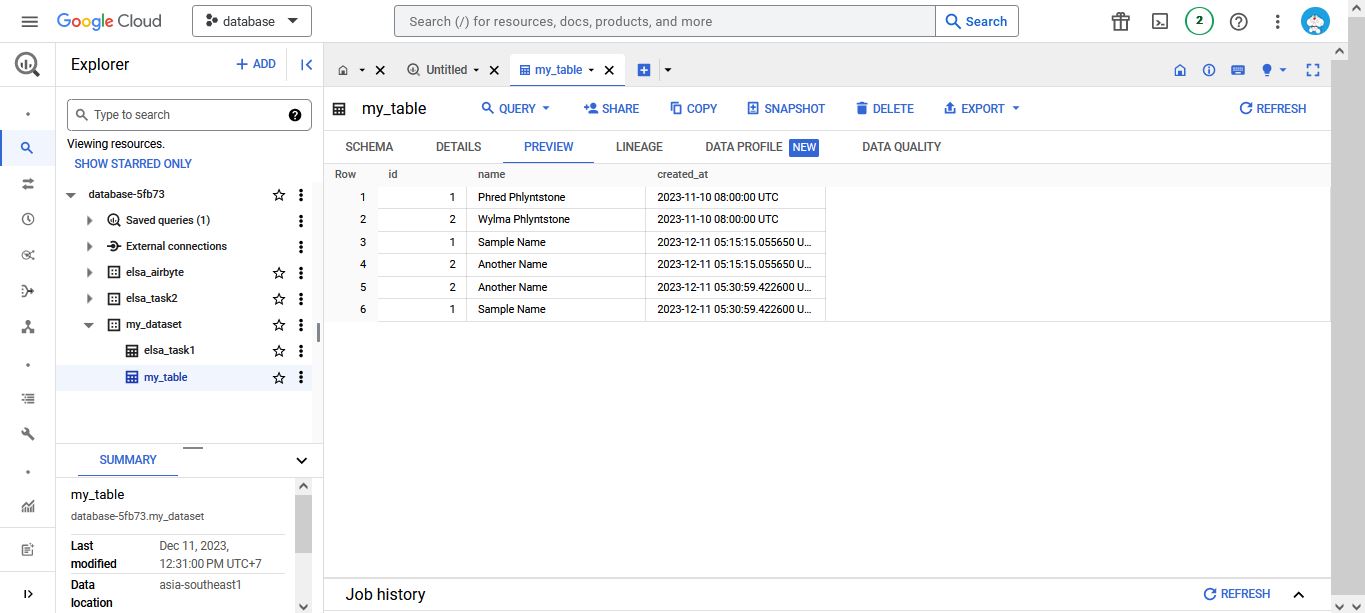 Google Cloud
database
Search (/) for resources, docs, products, and more
Search
2
Explorer
+ ADD
Untitled
my_table
Type to search
my_table
QUERY
SHARE
COPY
SNAPSHOT
DELETE
EXPORT
REFRESH
Viewing resources.
SHOW STARRED ONLY
SCHEMA
DETAILS
PREVIEW
LINEAGE
DATA PROFILE NEW
DATA QUALITY
database-5fb73
Saved queries (1)
External connections
elsa_airbyte
elsa_task2
my_dataset
elsa_task1
my_table
Row id name created_at
1 1 Phred Phlyntstone 2023-11-10 08:00:00 UTC
2 2 Wylma Phlyntstone 2023-11-10 08:00:00 UTC
3 1 Sample Name 2023-12-11 05:15:15.055650 U...
4 2 Another Name 2023-12-11 05:15:15.055650 U...
5 2 Another Name 2023-12-11 05:30:59.422600 U...
6 1 Sample Name 2023-12-11 05:30:59.422600 U...
SUMMARY
my_table
database-5fb73.my_dataset
Last modified
Dec 11, 2023,
12:31:00 PM UTC+7
Data location
asia-southeast1
Job history
REFRESH